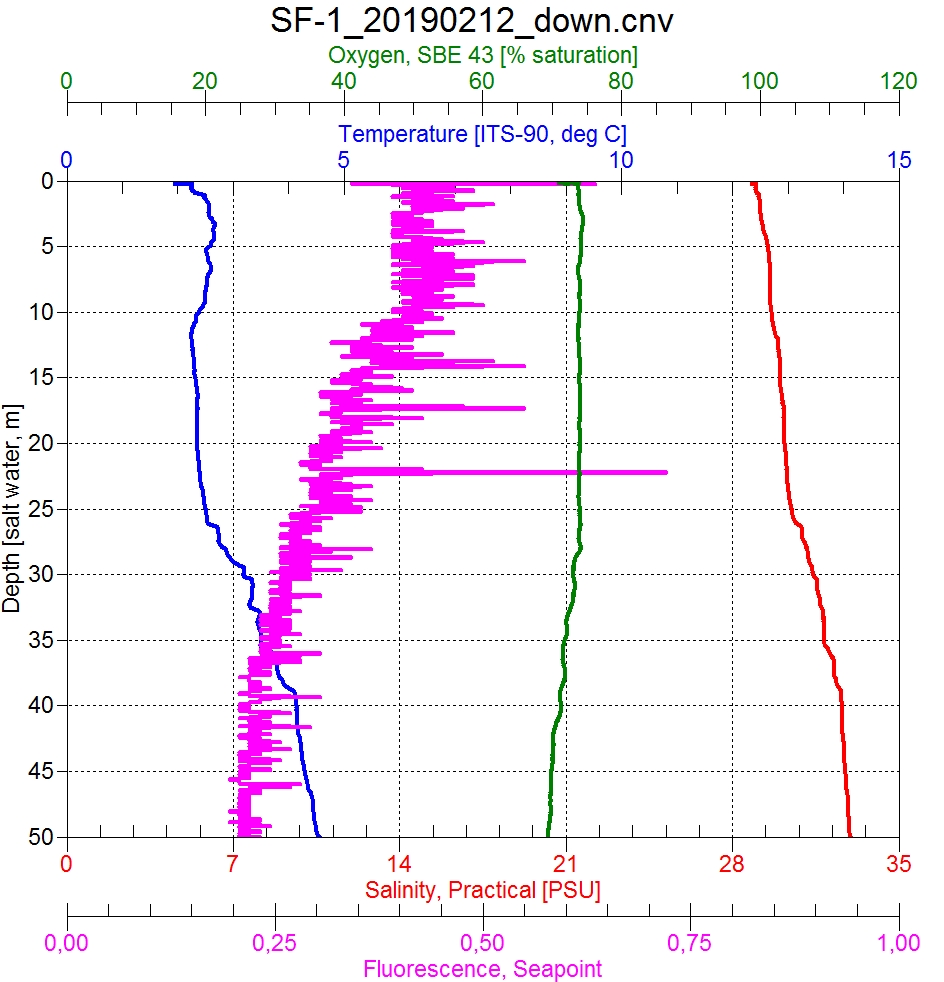 SF-1_20190212_down.cnv
Oxygen, SBE 43 [% saturation]
0 20 40 60 80 100 120
Temperature [ITS-90, deg C]
0 5 10 15
Depth [salt water, m]
0
5
10
15
20
25
30
35
40
45
50
0 7 14 21 28 35
Salinity, Practical [PSU]
0,00 0,25 0,50 0,75 1,00
Fluorescence, Seapoint